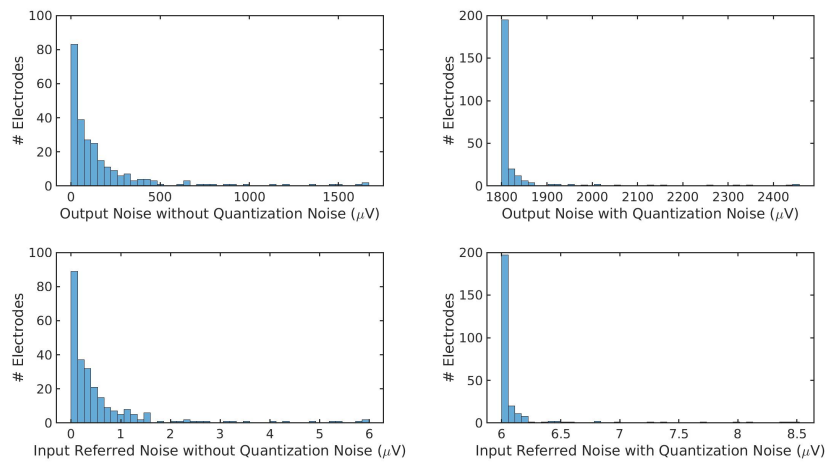 100
80
60
40
20
0
# Electrodes
0 500 1000 1500
Output Noise without Quantization Noise (μV)
200
150
100
50
0
# Electrodes
1800 1900 2000 2100 2200 2300 2400
Output Noise with Quantization Noise (μV)
100
80
60
40
20
0
# Electrodes
0 1 2 3 4 5 6
Input Referred Noise without Quantization Noise (μV)
200
150
100
50
0
# Electrodes
6 6.5 7 7.5 8 8.5
Input Referred Noise with Quantization Noise (μV)